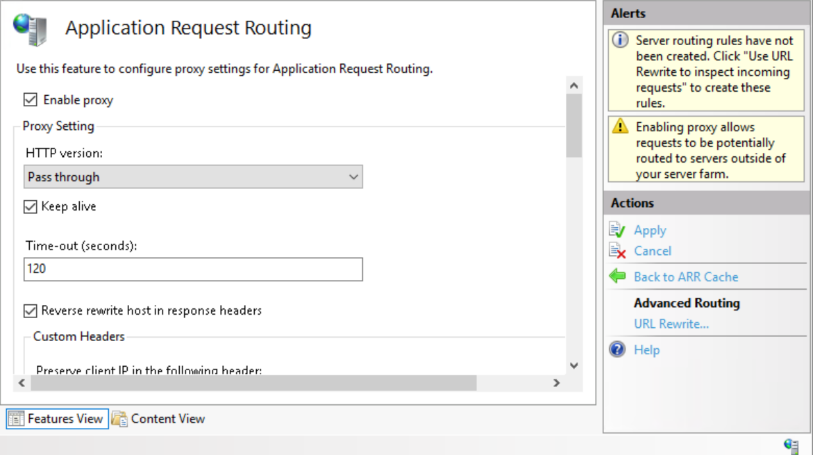 Application Request Routing
Use this feature to configure proxy settings for Application Request Routing.
Enable proxy
Proxy Setting
HTTP version:
Pass through
Keep alive
Time-out (seconds):
120
Reverse rewrite host in response headers
Custom Headers
Preserve client IP in the following header:
Features View
Content View
Alerts
Server routing rules have not
been created. Click "Use URL
Rewrite to inspect incoming
requests" to create these
rules.
Enabling proxy allows
requests to be potentially
routed to servers outside of
your server farm.
Actions
Apply
Cancel
Back to ARR Cache
Advanced Routing
URL Rewrite...
Help